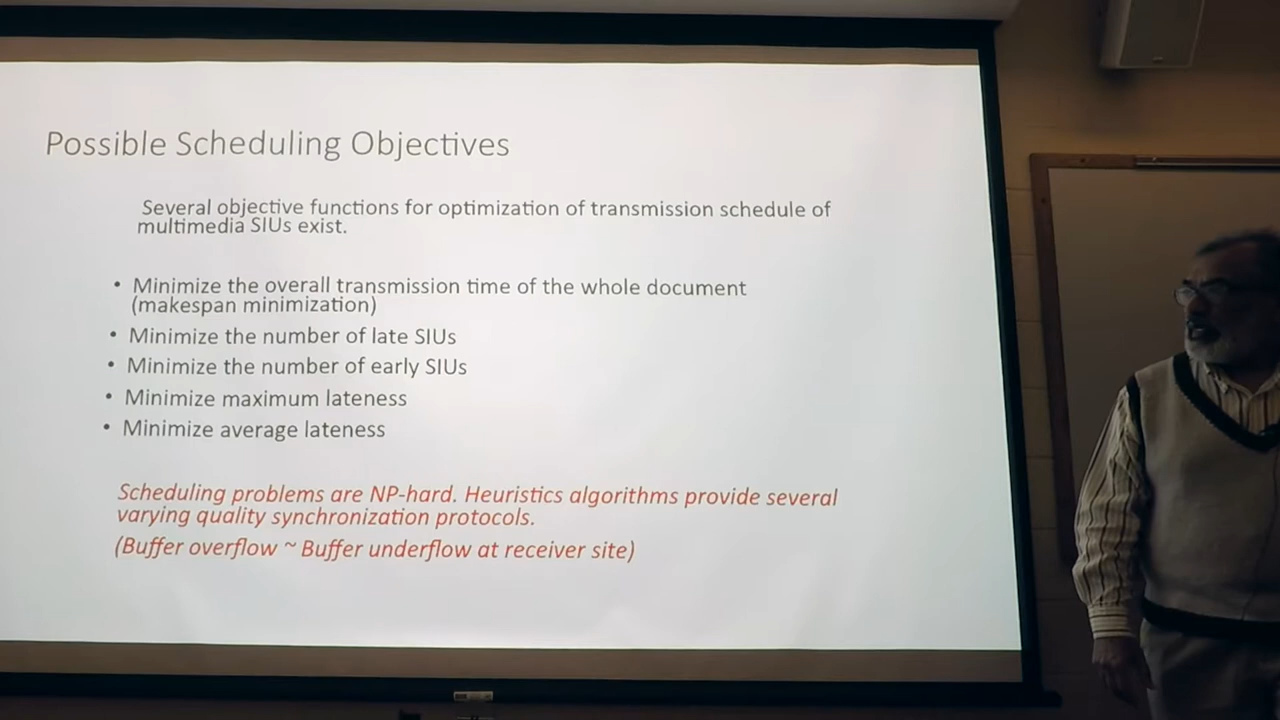 Possible Scheduling Objectives
Several objective functions for optimization of transmission schedule of
multimedia SIUs exist.
• Minimize the overall transmission time of the whole document
(makespan minimization)
• Minimize the number of late SIUs
• Minimize the number of early SIUs
• Minimize maximum lateness
• Minimize average lateness
Scheduling problems are NP-hard. Heuristics algorithms provide several
varying quality synchronization protocols.
(Buffer overflow ~ Buffer underflow at receiver site)